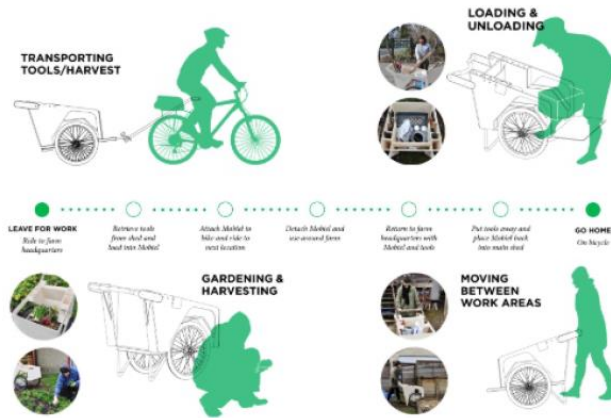 TRANSPORTING
TOOLS/HARVEST
LOADING &
UNLOADING
LEAVE FOR WORK
Ride to farm
headquarters
Retrieve tools
from shed and
load into Mobiel
Attach Mobiel to
bike and ride to
next location
Detach Mobiel and
use around farm
Return to farm
headquarters with
Mobiel and tools
Put tools away and
place Mobiel back
into main shed
GO HOME
On bicycle
GARDENING &
HARVESTING
MOVING
BETWEEN
WORK AREAS